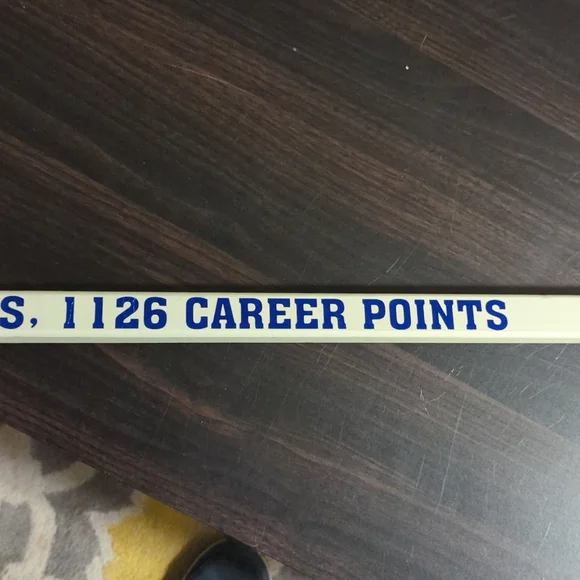 S, 1126 CAREER POINTS